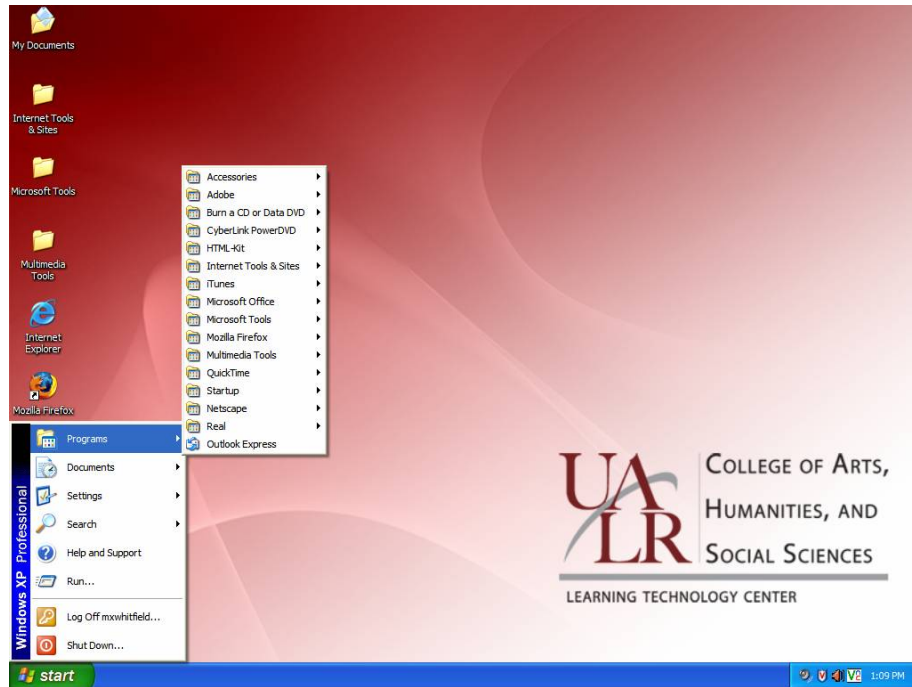 My Documents
Internet Tools
& Sites
Microsoft Tools
Multimedia
Tools
Internet
Explorer
Mozilla Firefox
Accessories
Adobe
Burn a CD or Data DVD
CyberLink PowerDVD
HTML-Kit
Internet Tools & Sites
iTunes
Microsoft Office
Microsoft Tools
Mozilla Firefox
Multimedia Tools
QuickTime
Startup
Netscape
Real
Outlook Express
Windows XP Professional
Programs
Documents
Settings
Search
Help and Support
Run...
Log Off mxwhitfield...
Shut Down...
UA
LR
COLLEGE OF ARTS,
HUMANITIES, AND
SOCIAL SCIENCES
LEARNING TECHNOLOGY CENTER
start
1:09 PM